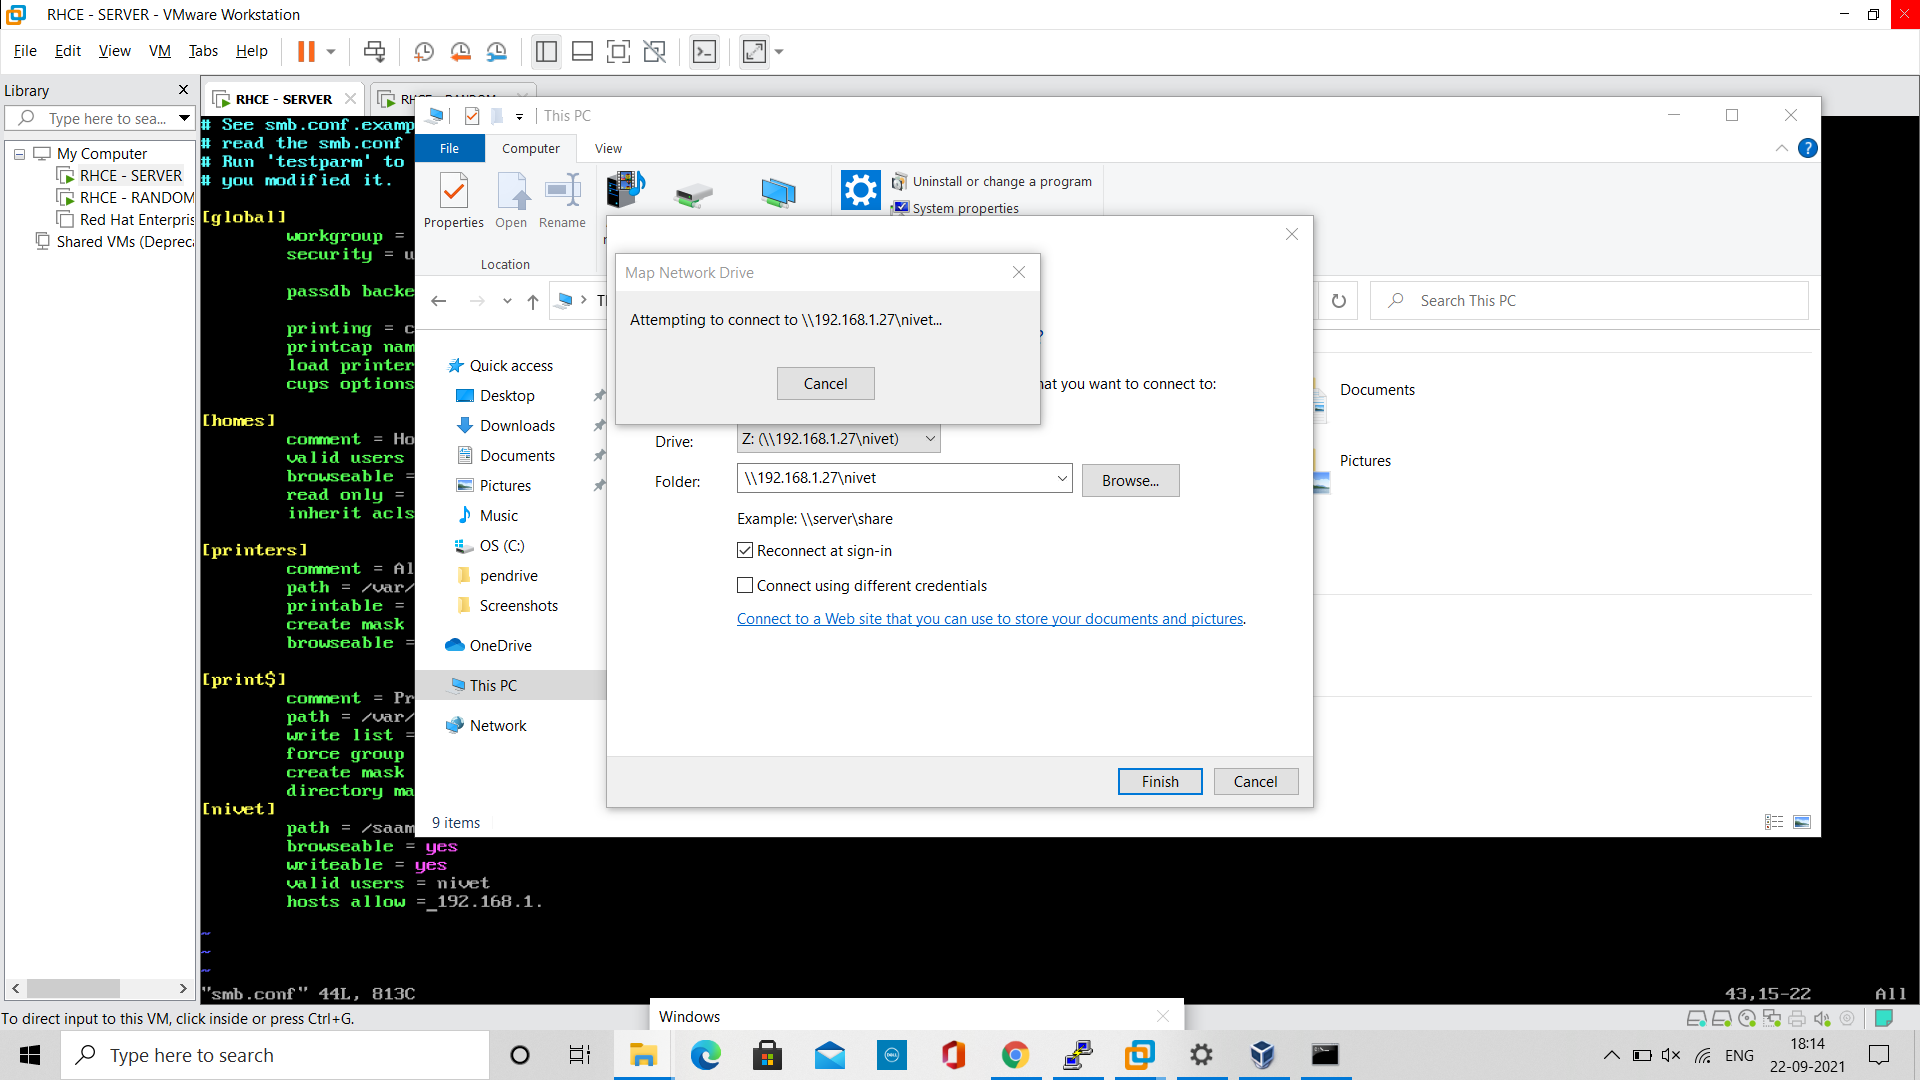 RHCE - SERVER - VMware Workstation
File Edit View VM Tabs Help
Library
Type here to sea...
My Computer
RHCE - SERVER
RHCE - RANDOM
Red Hat Enterpris
Shared VMs (Depreca
RHCE - SERVER
# See smb.conf.examp
# read the smb.conf
# Run 'testparm' to
# you modified it.
[global]
workgroup =
security = u
passdb backe
printing = c
printcap nam
load printer
cups options
[homes]
comment = Ho
valid users
browseable =
read only =
inherit acls
[printers]
comment = Al
path = /var/
printable =
create mask
browseable =
[print$]
comment = Pr
path = /var/
write list =
force group
create mask
directory ma
[nivet]
path = /saam
browseable = yes
writeable = yes
valid users = nivet
hosts allow = 192.168.1.
~
~
~
"smb.conf" 44L, 813C
43,15-22 All
This PC
File Computer View
Properties Open Rename
Location
Uninstall or change a program
System properties
Search This PC
Quick access
Desktop
Downloads
Documents
Pictures
Music
OS (C:)
pendrive
Screenshots
OneDrive
This PC
Network
9 items
Documents
Pictures
Map Network Drive
Attempting to connect to \\192.168.1.27\nivet...
Cancel
you want to connect to:
Drive: Z: (\\192.168.1.27\nivet)
Folder: \\192.168.1.27\nivet Browse...
Example: \\server\share
Reconnect at sign-in
Connect using different credentials
Connect to a Web site that you can use to store your documents and pictures.
Finish Cancel
To direct input to this VM, click inside or press Ctrl+G.
Windows
Type here to search
ENG
18:14
22-09-2021